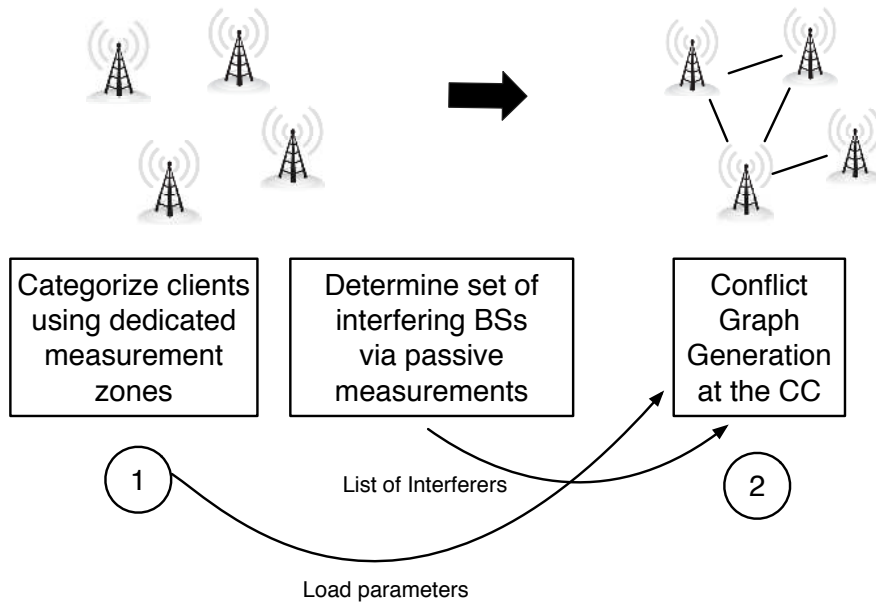 Categorize clients
using dedicated
measurement
zones
Determine set of
interfering BSs
via passive
measurements
Conflict
Graph
Generation
at the CC
1
List of Interferers
2
Load parameters